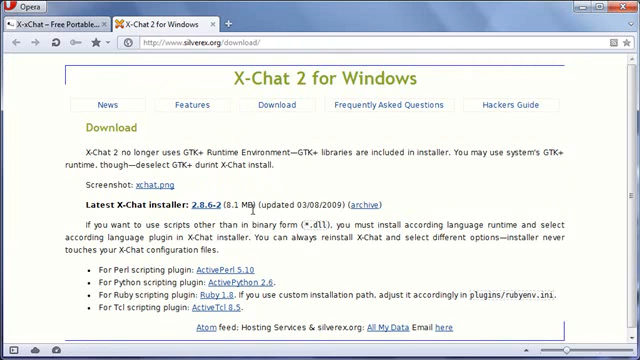 Opera
X-xChat – Free Portable...
X-Chat 2 for Windows
http://www.silverex.org/download/
X-Chat 2 for Windows
News Features Download Frequently Asked Questions Hackers Guide
Download
X-Chat 2 no longer uses GTK+ Runtime Environment—GTK+ libraries are included in installer. You may use system's GTK+
runtime, though—deselect GTK+ durint X-Chat install.
Screenshot: xchat.png
Latest X-Chat installer: 2.8.6-2 (8.1 MB) (updated 03/08/2009) (archive)
If you want to use scripts other than in binary form (*.dll), you must install according language runtime and select
according language plugin in X-Chat installer. You can always reinstall X-Chat and select different options—installer never
touches your X-Chat configuration files.
• For Perl scripting plugin: ActivePerl 5.10
• For Python scripting plugin: ActivePython 2.6.
• For Ruby scripting plugin: Ruby 1.8. If you use custom installation path, adjust it accordingly in plugins/rubyenv.ini.
• For Tcl scripting plugin: ActiveTcl 8.5.
Atom feed; Hosting Services & silverex.org: All My Data Email here